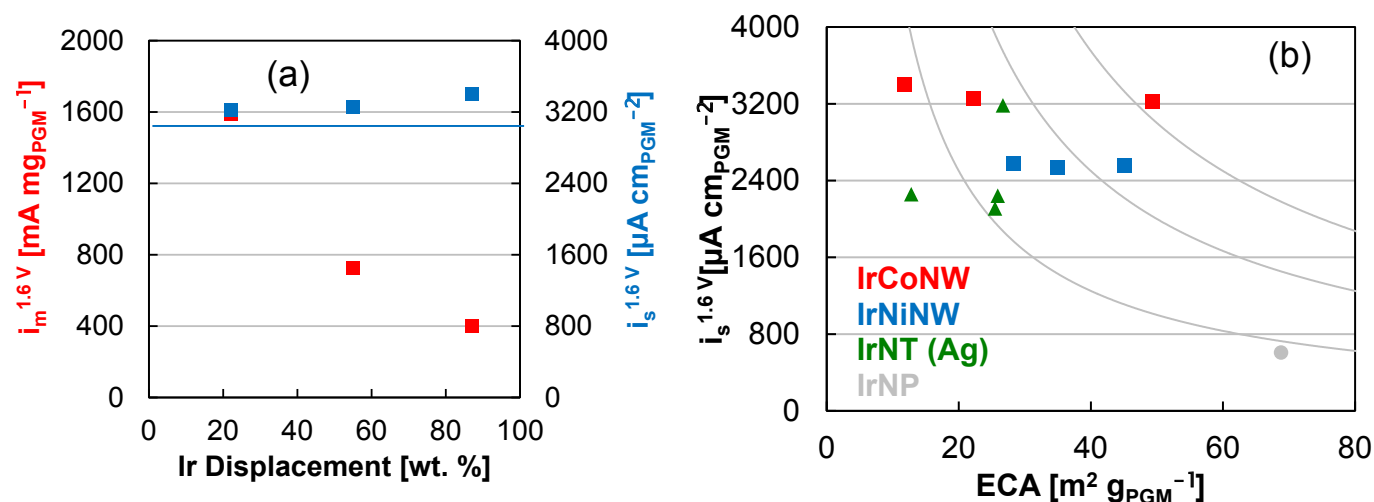 (a)
2000
1600
1200
800
400
0
i_m^1.6 V [mA mg_PGM^−1]
4000
3200
2400
1600
800
0
i_s^1.6 V [µA cm_PGM^−2]
0 20 40 60 80 100
Ir Displacement [wt. %]
(b)
4000
3200
2400
1600
800
0
i_s^1.6 V[µA cm_PGM^−2]
IrCoNW
IrNiNW
IrNT (Ag)
IrNP
0 20 40 60 80
ECA [m² g_PGM^−1]